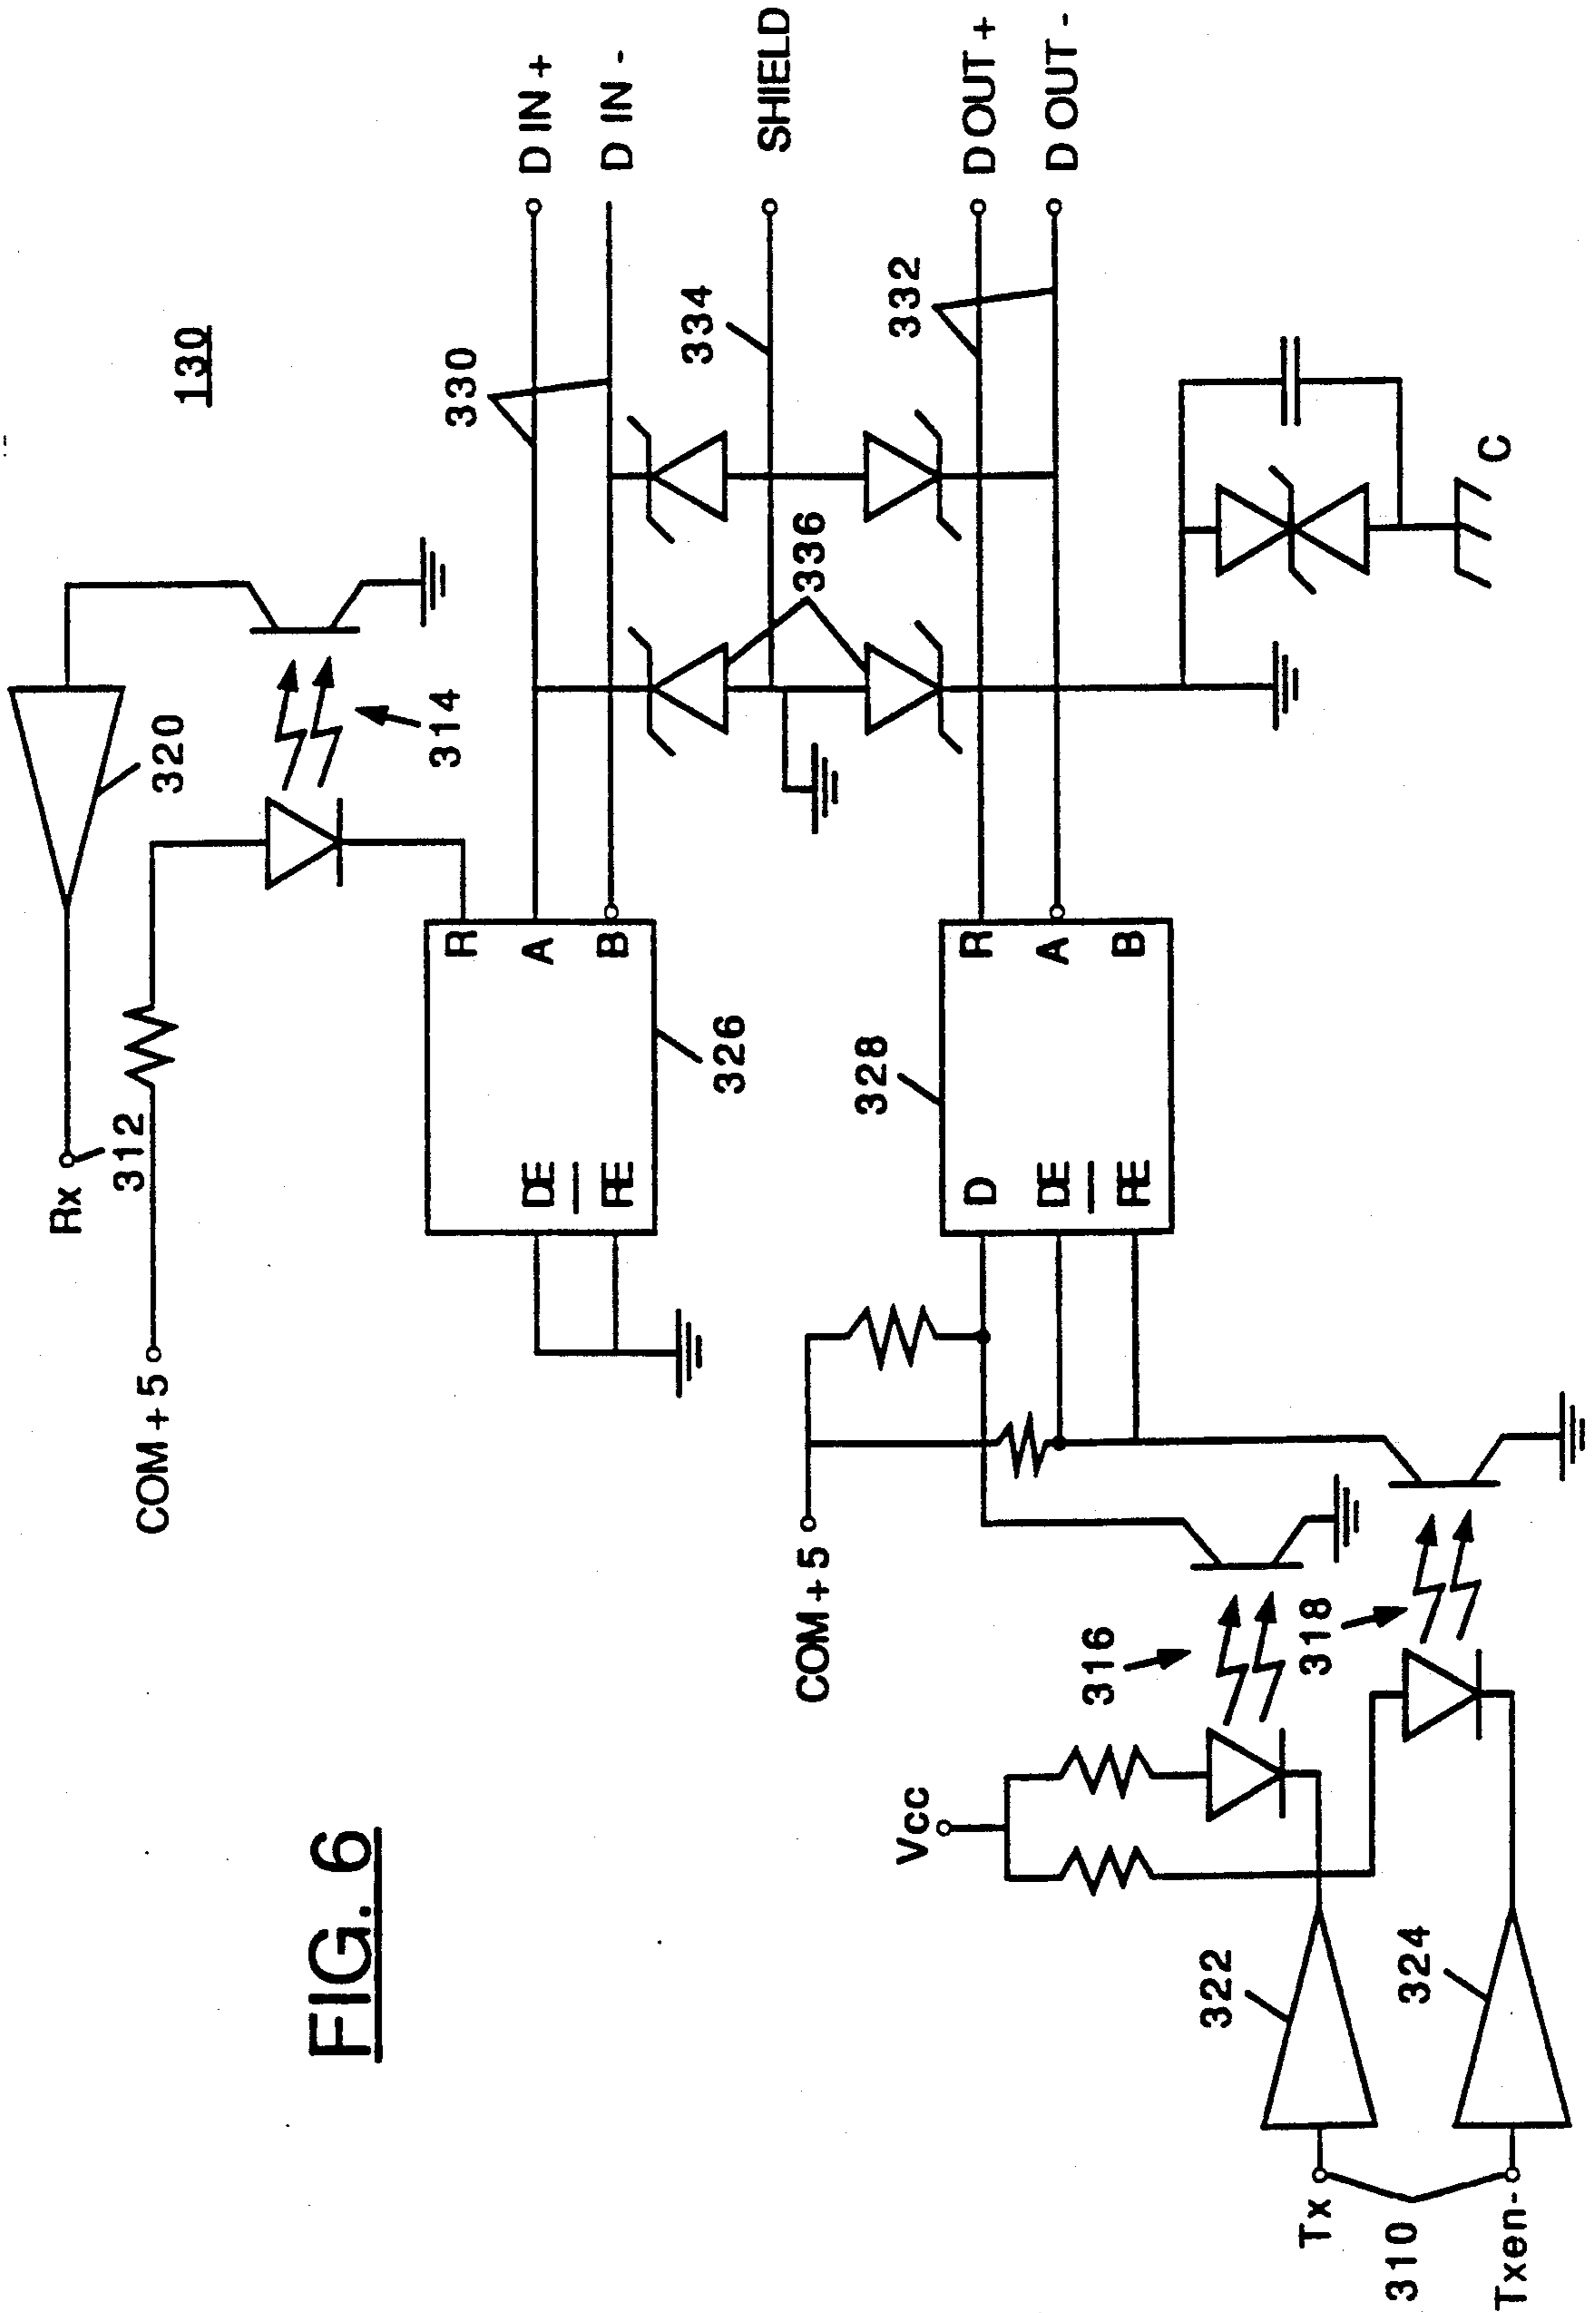 FIG. 6
130
Rx
312
320
314
COM+5
R
A
B
DE
RE
326
330
D IN +
D IN -
334
SHIELD
336
332
D OUT +
D OUT -
COM+5
328
D
DE
RE
R
A
B
C
Vcc
316
318
322
324
Tx
310
Txen-